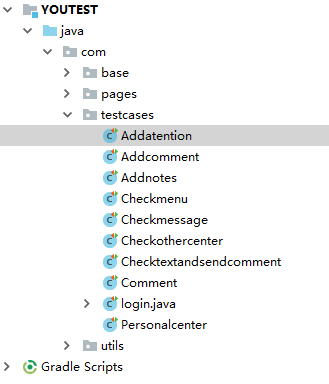 YOUTEST
java
com
base
pages
testcases
Addatention
Addcomment
Addnotes
Checkmenu
Checkmessage
Checkothercenter
Checktextandsendcomment
Comment
login.java
Personalcenter
utils
Gradle Scripts